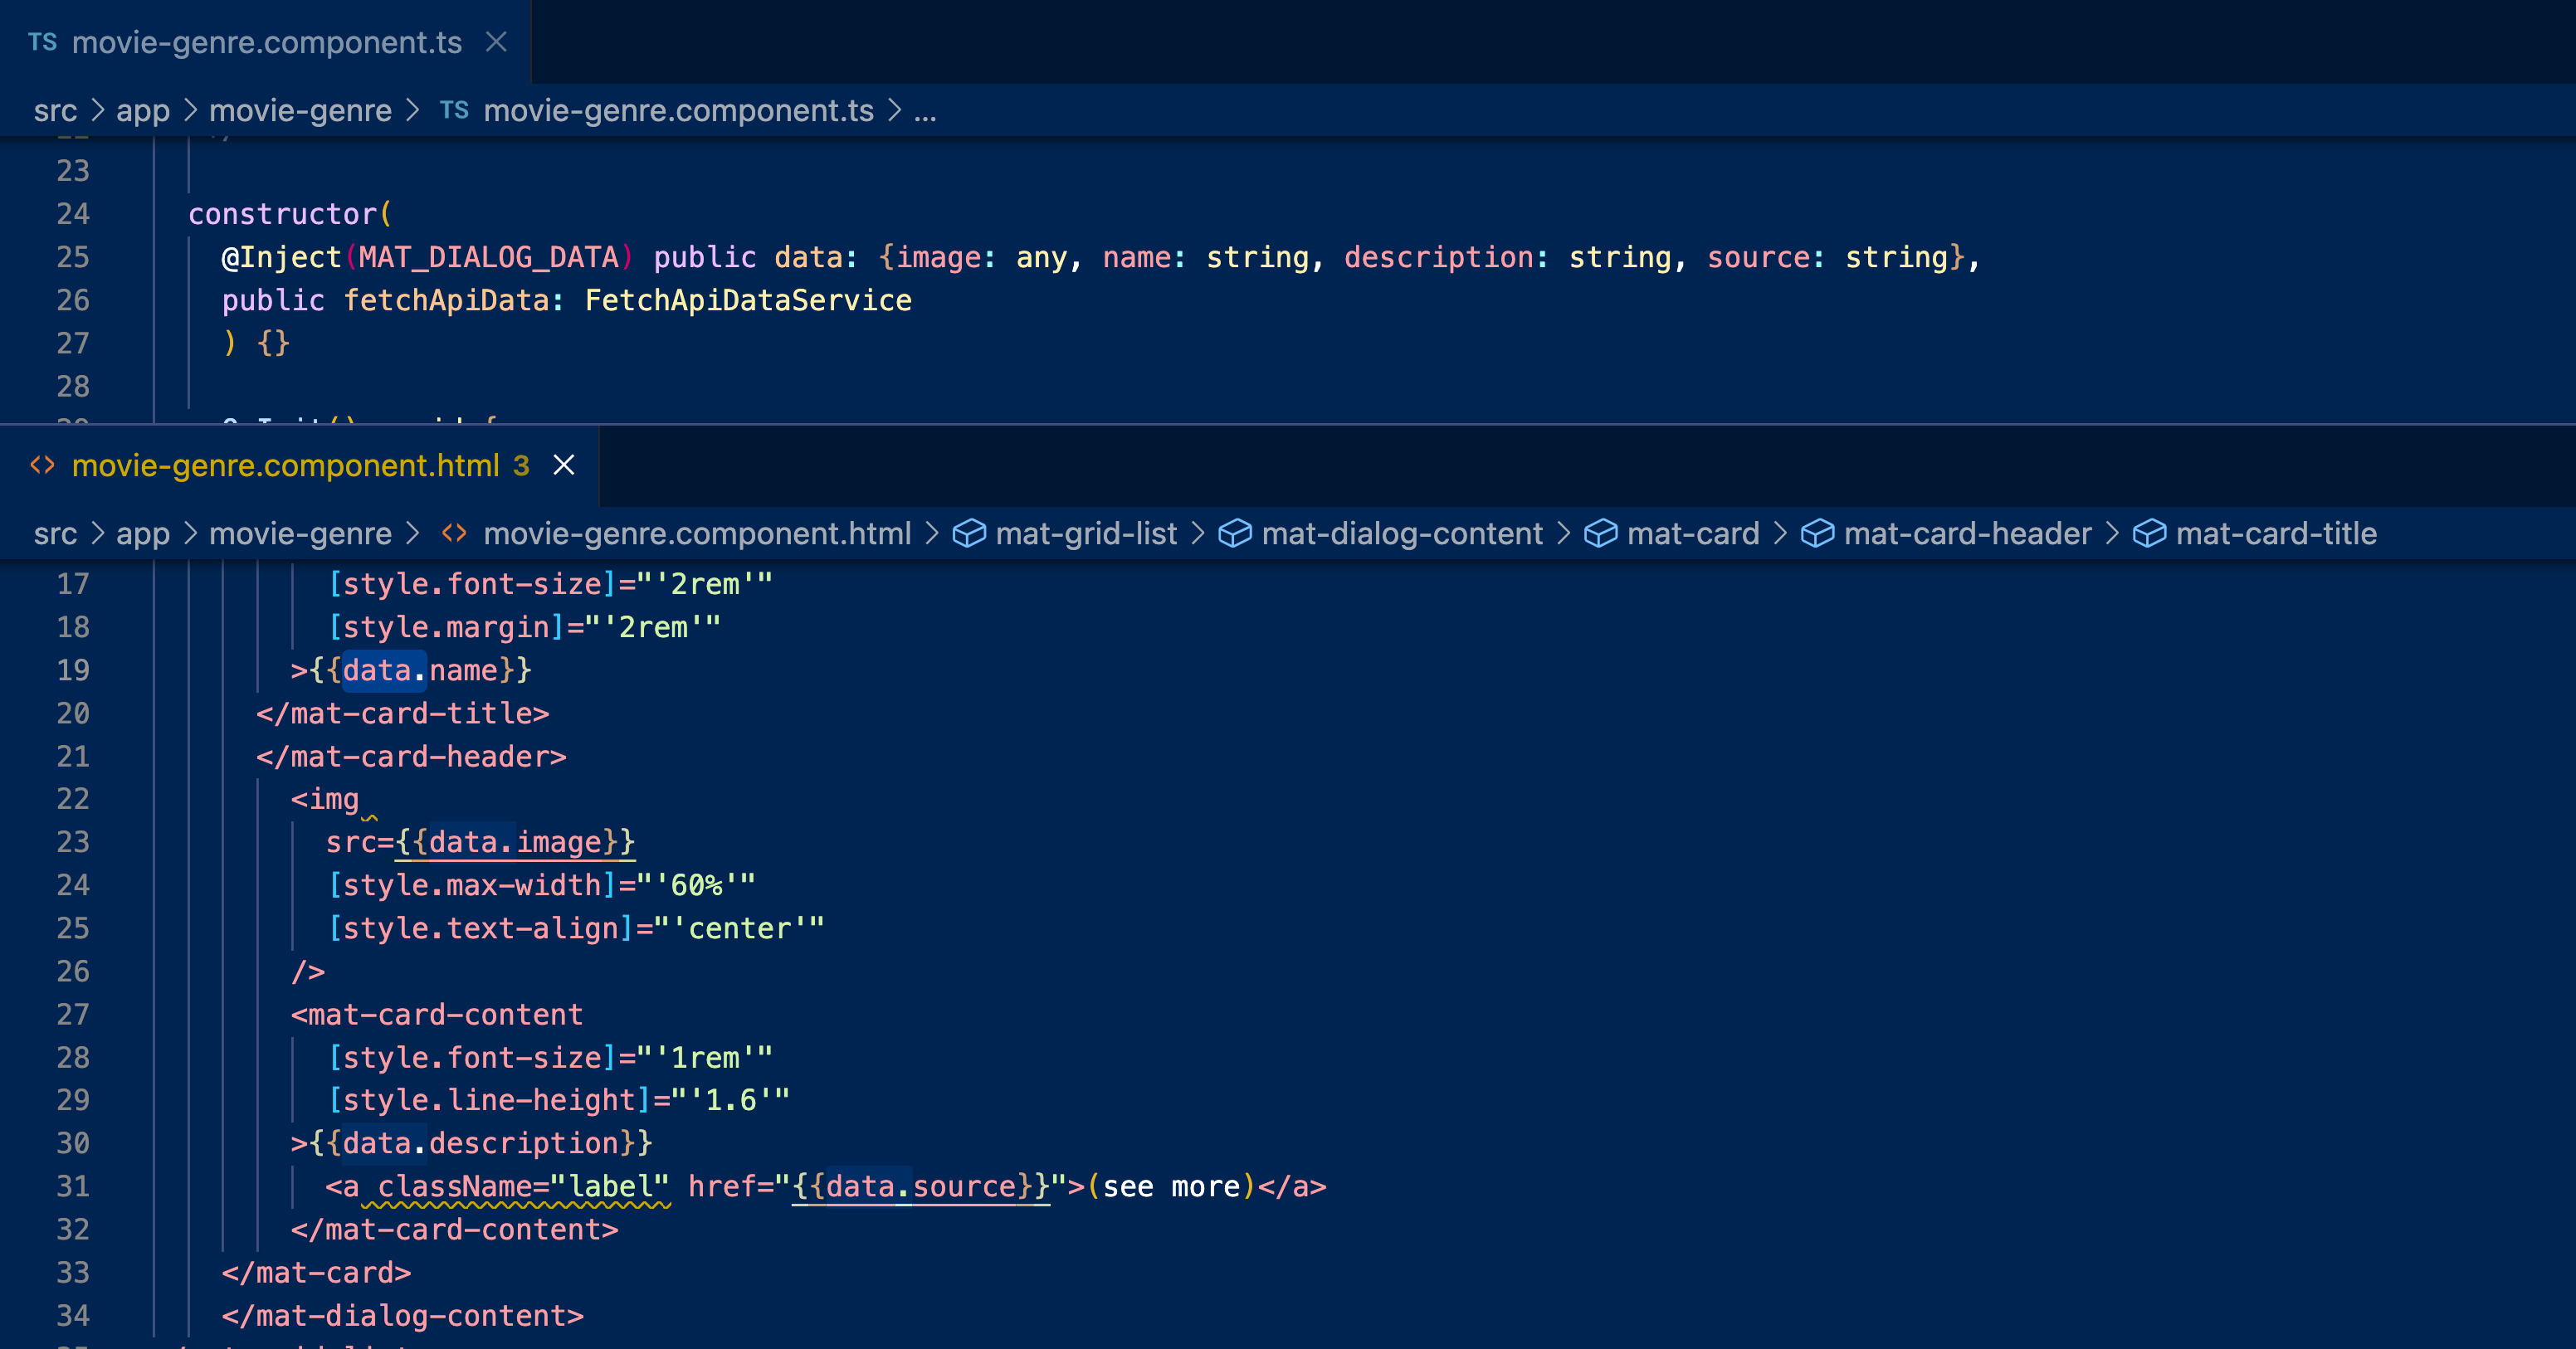 TS movie-genre.component.ts ×
src > app > movie-genre > TS movie-genre.component.ts > ...
23
24 constructor(
25 @Inject(MAT_DIALOG_DATA) public data: {image: any, name: string, description: string, source: string},
26 public fetchApiData: FetchApiDataService
27 ) {}
28
<> movie-genre.component.html 3 ×
src > app > movie-genre > <> movie-genre.component.html > mat-grid-list > mat-dialog-content > mat-card > mat-card-header > mat-card-title
17 [style.font-size]="'2rem'"
18 [style.margin]="'2rem'"
19 >{{data.name}}
20 </mat-card-title>
21 </mat-card-header>
22 <img
23 src={{data.image}}
24 [style.max-width]="'60%'"
25 [style.text-align]="'center'"
26 />
27 <mat-card-content
28 [style.font-size]="'1rem'"
29 [style.line-height]="'1.6'"
30 >{{data.description}}
31 <a className="label" href="{{data.source}}">(see more)</a>
32 </mat-card-content>
33 </mat-card>
34 </mat-dialog-content>